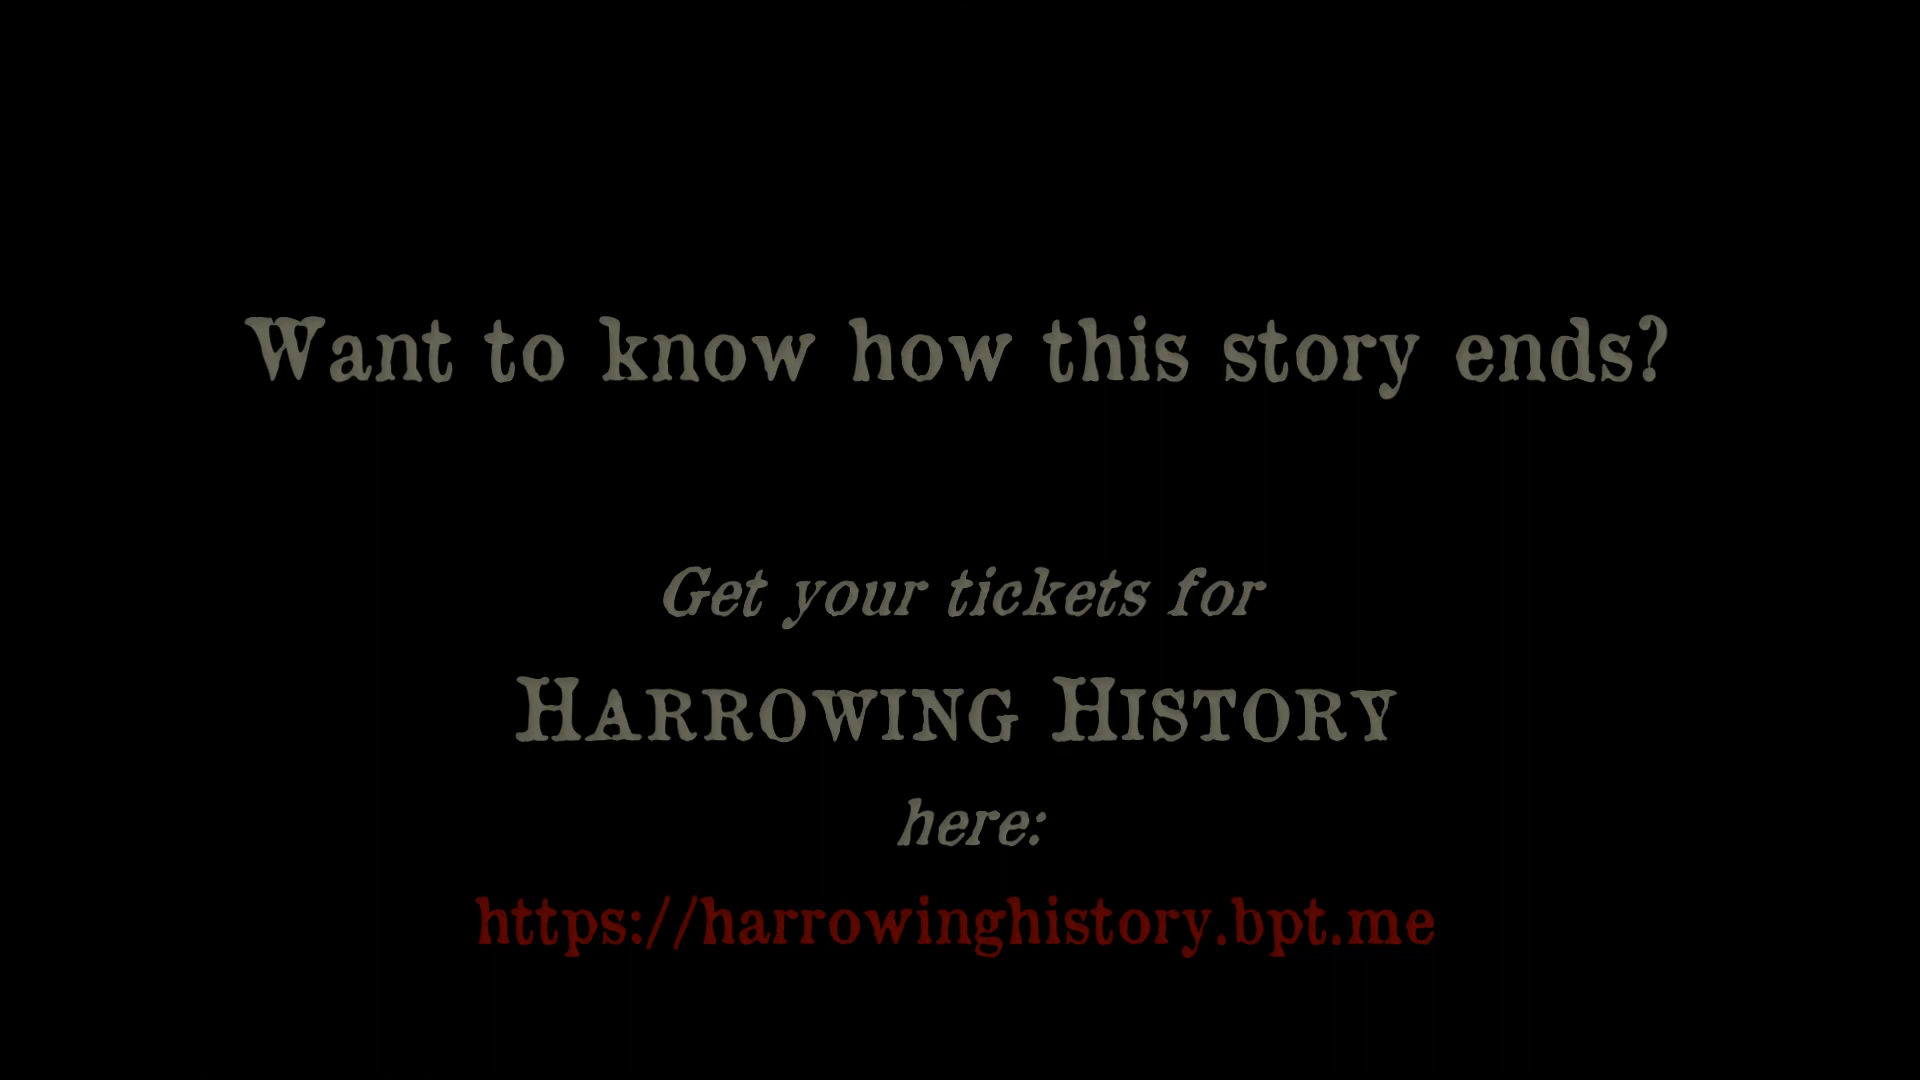 Want to know how this story ends?
Get your tickets for
HARROWING HISTORY
here:
https://harrowinghistory.bpt.me